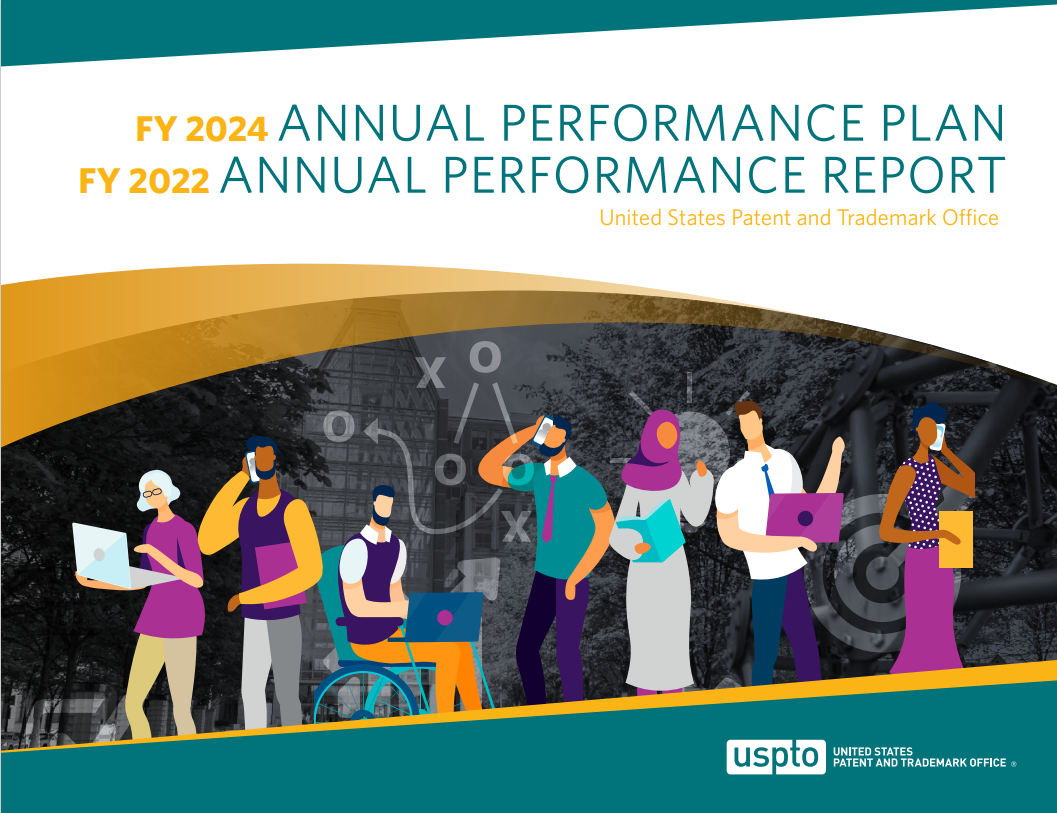 FY 2024 ANNUAL PERFORMANCE PLAN
FY 2022 ANNUAL PERFORMANCE REPORT
United States Patent and Trademark Office
X O
O
O O
X
uspto UNITED STATES
PATENT AND TRADEMARK OFFICE ®